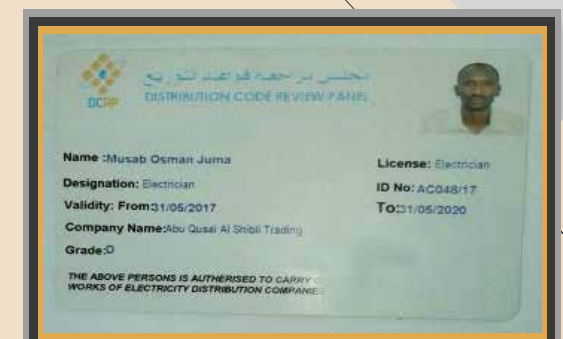 مجلس مراجعة قواعد التوزيع
DCRP DISTRIBUTION CODE REVIEW PANEL
Name :Musab Osman Juma
License: Electrician
Designation: Electrician
ID No: AC048/17
Validity: From:31/05/2017
To:31/05/2020
Company Name:Abu Qusai Al Shibli Trading
Grade:D
THE ABOVE PERSONS IS AUTHERISED TO CARRY
WORKS OF ELECTRICITY DISTRIBUTION COMPANIE